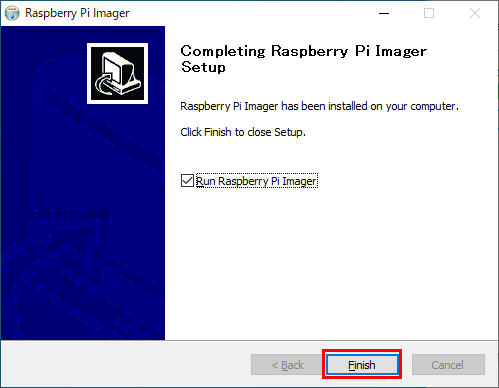 Raspberry Pi Imager
Completing Raspberry Pi Imager
Setup
Raspberry Pi Imager has been installed on your computer.
Click Finish to close Setup.
Run Raspberry Pi Imager
< Back
Finish
Cancel